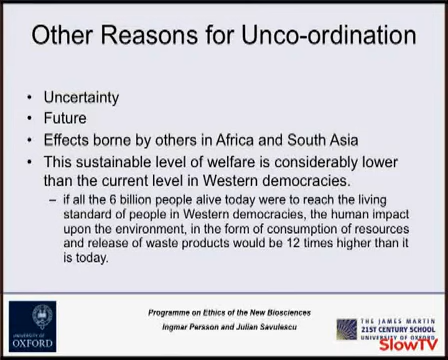 Other Reasons for Unco-ordination
• Uncertainty
• Future
• Effects borne by others in Africa and South Asia
• This sustainable level of welfare is considerably lower
than the current level in Western democracies.
– if all the 6 billion people alive today were to reach the living
standard of people in Western democracies, the human impact
upon the environment, in the form of consumption of resources
and release of waste products would be 12 times higher than it
is today.
Programme on Ethics of the New Biosciences
Ingmar Persson and Julian Savulescu
UNIVERSITY OF
OXFORD
THE JAMES MARTIN
21ST CENTURY SCHOOL
UNIVERSITY OF OXFORD
SlowTV